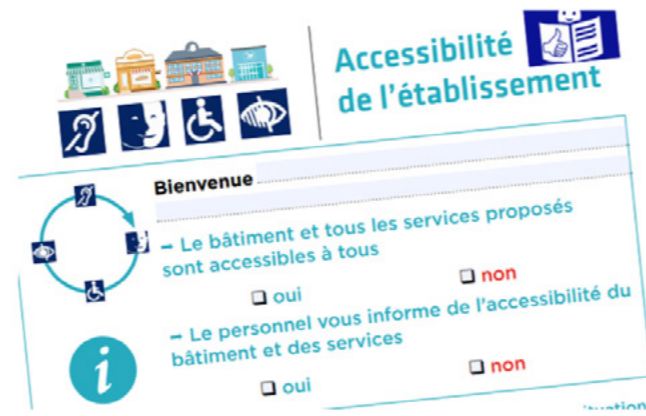 Accessibilité
de l'établissement
Bienvenue
– Le bâtiment et tous les services proposés
sont accessibles à tous
oui
non
– Le personnel vous informe de l'accessibilité du
bâtiment et des services
oui
non